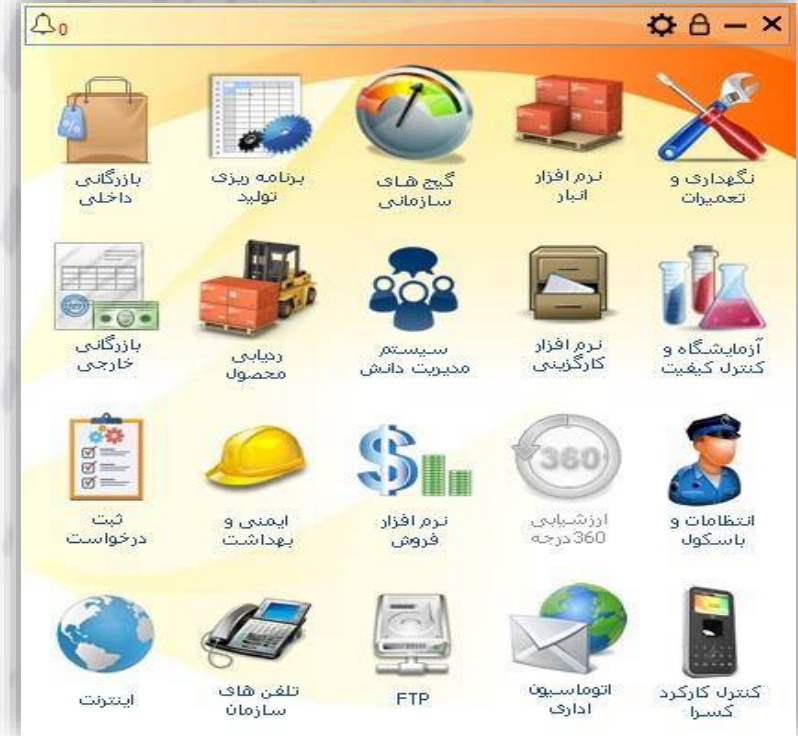 0
نگهداری و
تعمیرات
نرم افزار
انبار
گیج های
سازمانی
برنامه ریزی
تولید
بازرگانی
داخلی
%
آزمایشگاه و
کنترل کیفیت
نرم افزار
کارگزینی
سیستم
مدیریت دانش
ردیابی
محصول
بازرگانی
خارجی
انتظامات و
باسکول
360
ارزشیابی
360درجه
نرم افزار
فروش
ایمنی و
بهداشت
ثبت
درخواست
کنترل کارکرد
کسرا
اتوماسیون
اداری
FTP
تلفن های
سازمان
اینترنت